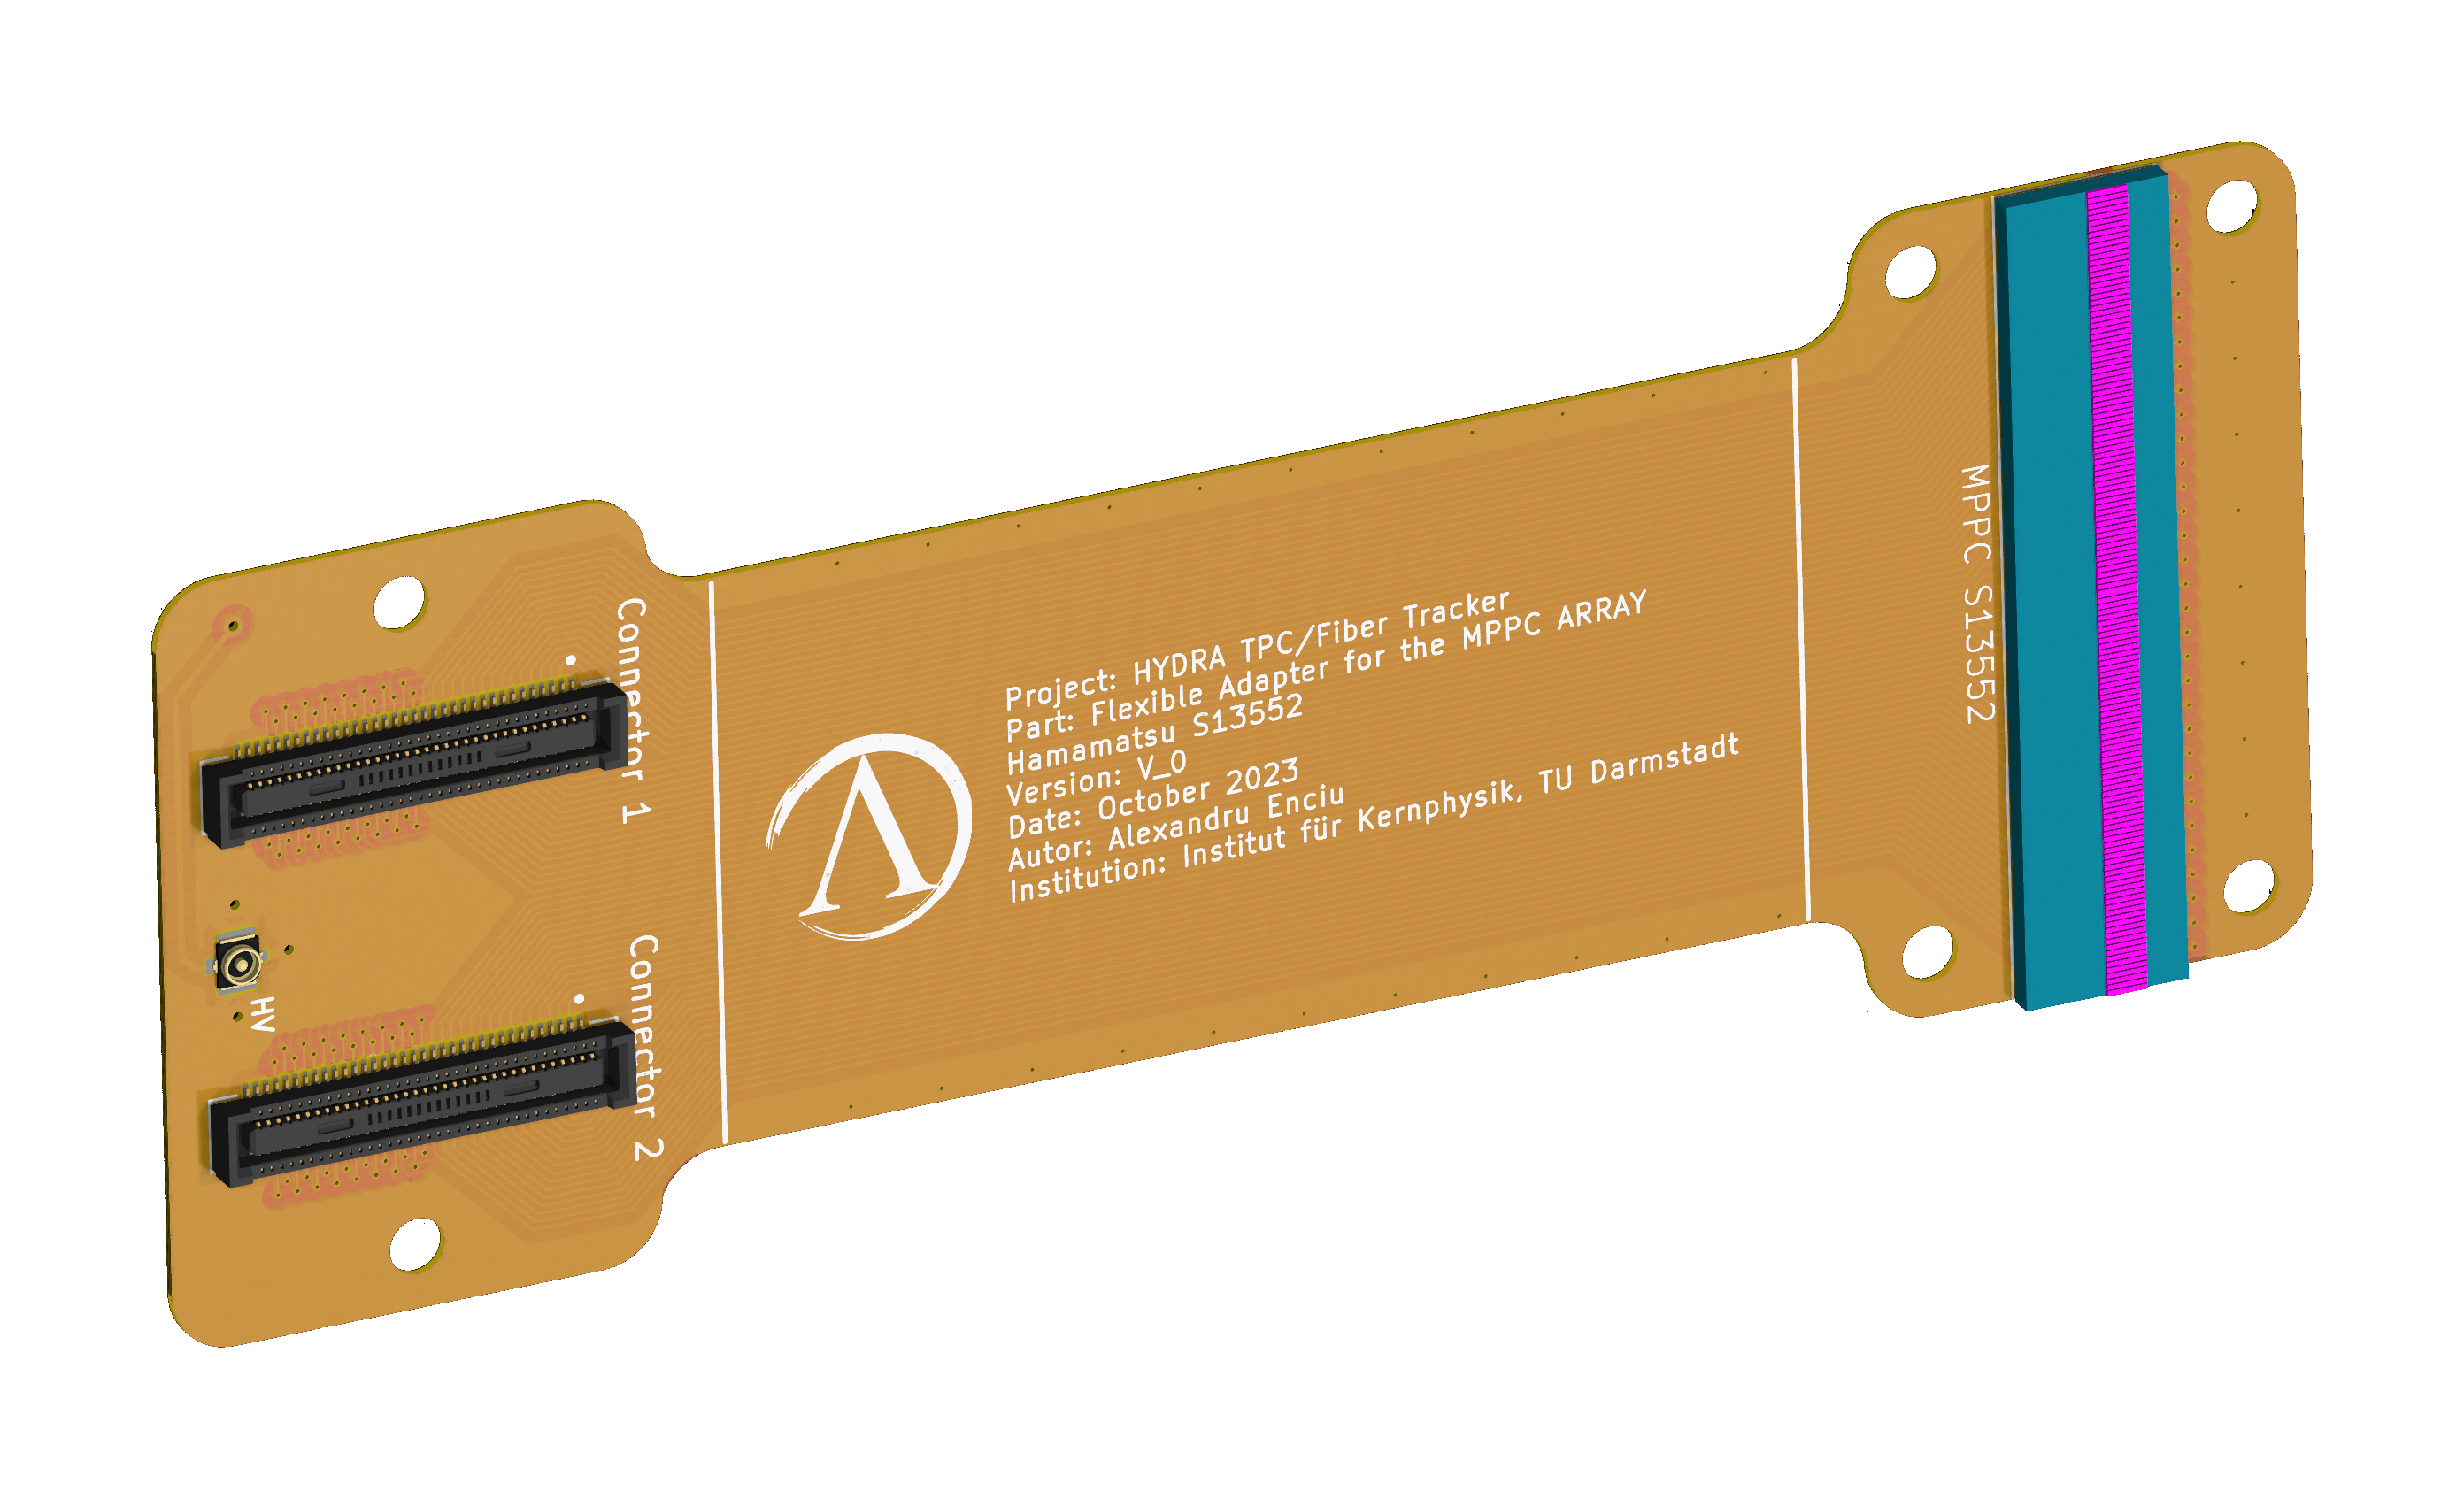 Connector 1
HV
Connector 2
Project: HYDRA TPC/Fiber Tracker
Part: Flexible Adapter for the MPPC ARRAY
Hamamatsu S13552
Version: V_0
Date: October 2023
Autor: Alexandru Enciu
Institution: Institut für Kernphysik, TU Darmstadt
MPPC S13552